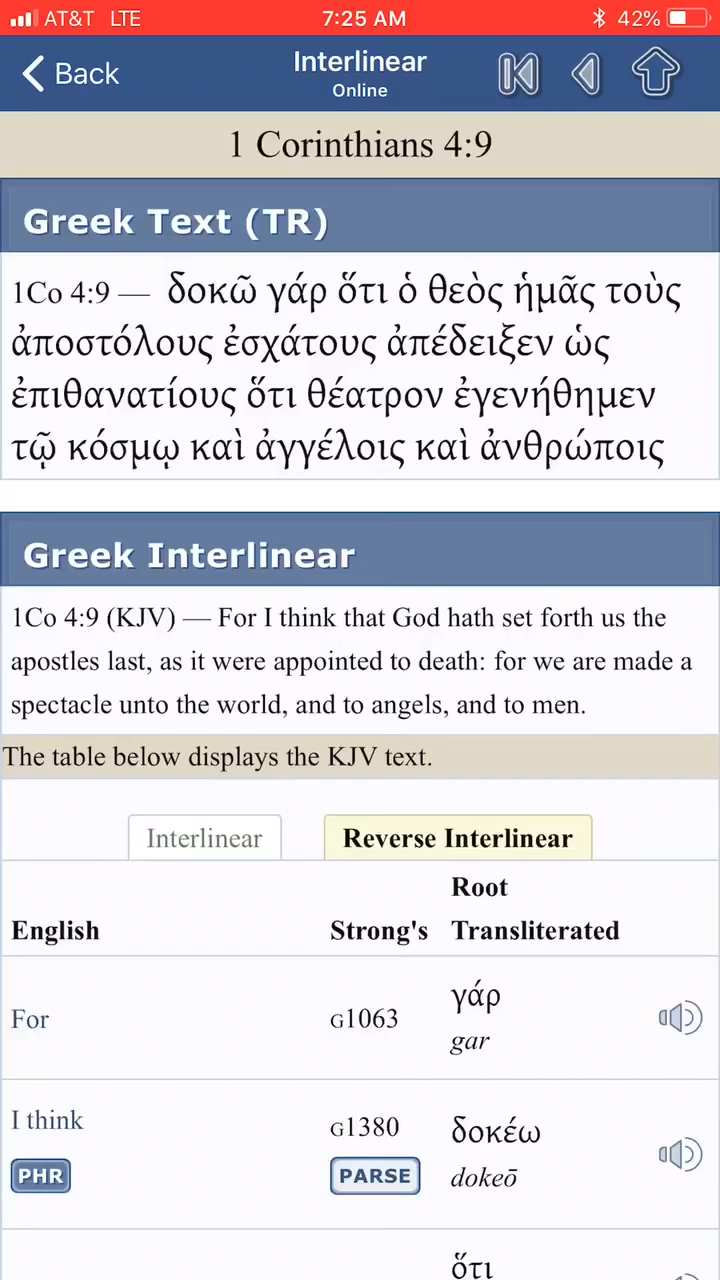 AT&T LTE 7:25 AM 42%
Back Interlinear
Online
1 Corinthians 4:9
Greek Text (TR)
1Co 4:9 — δοκῶ γάρ ὅτι ὁ θεὸς ἡμᾶς τοὺς
ἀποστόλους ἐσχάτους ἀπέδειξεν ὡς
ἐπιθανατίους ὅτι θέατρον ἐγενήθημεν
τῷ κόσμῳ καὶ ἀγγέλοις καὶ ἀνθρώποις
Greek Interlinear
1Co 4:9 (KJV) — For I think that God hath set forth us the
apostles last, as it were appointed to death: for we are made a
spectacle unto the world, and to angels, and to men.
The table below displays the KJV text.
Interlinear Reverse Interlinear
English Strong's Root
Transliterated
For G1063 γάρ
gar
I think G1380 δοκέω
PHR PARSE dokeō
ὅτι